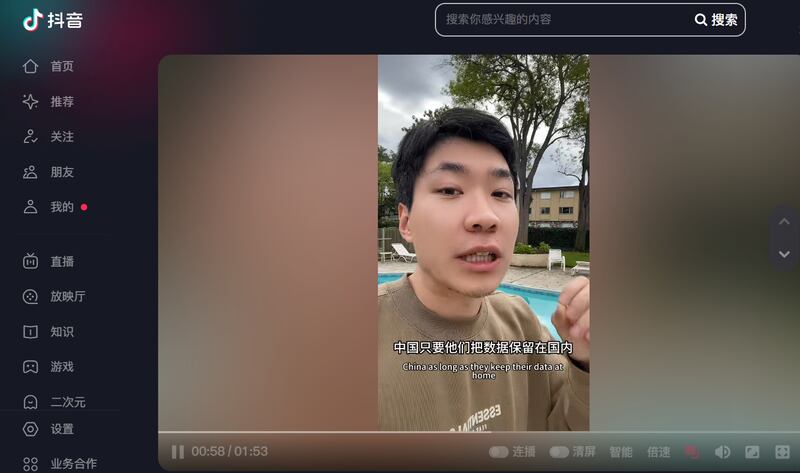 抖音
搜索你感兴趣的内容
搜索
首页
推荐
关注
朋友
我的
直播
放映厅
知识
游戏
二次元
设置
业务合作
中国只要他们把数据保留在国内
China as long as they keep their data at
home
ESSENTIALS
00:58 / 01:53
连播
清屏
智能
倍速